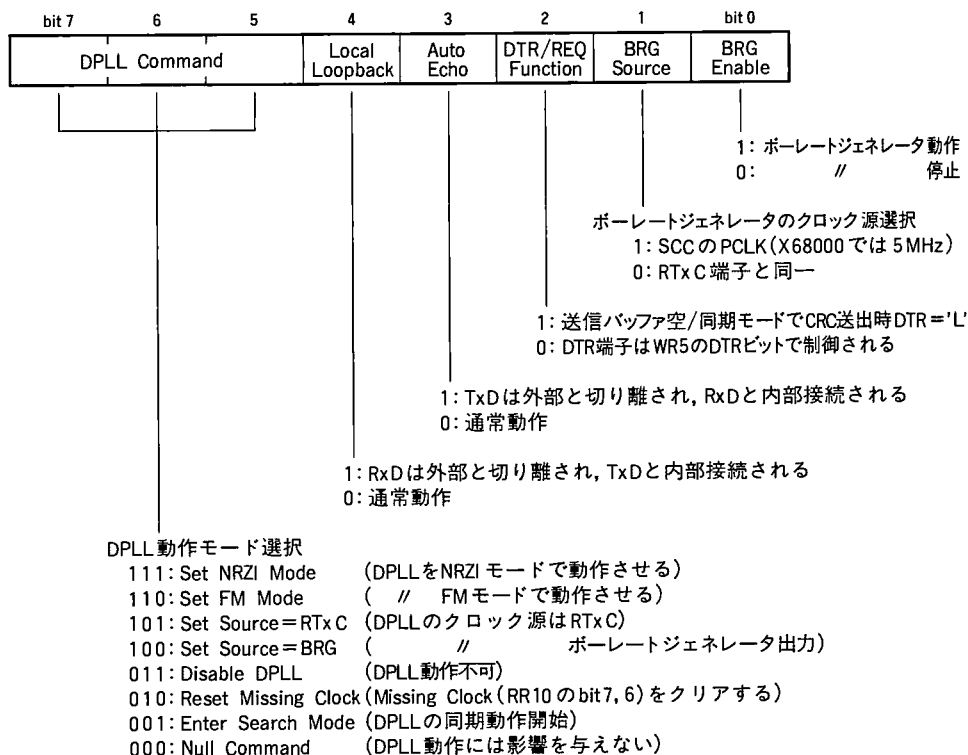 bit 7 6 5 4 3 2 1 bit 0
DPLL Command
Local Loopback
Auto Echo
DTR/REQ Function
BRG Source
BRG Enable
1: ボーレートジェネレータ動作
0: 〃 停止
ボーレートジェネレータのクロック源選択
1: SCCのPCLK(X68000では5MHz)
0: RTxC端子と同一
1: 送信バッファ空/同期モードでCRC送出時DTR='L'
0: DTR端子はWR5のDTRビットで制御される
1: TxDは外部と切り離され, RxDと内部接続される
0: 通常動作
1: RxDは外部と切り離され, TxDと内部接続される
0: 通常動作
DPLL動作モード選択
111: Set NRZI Mode (DPLLをNRZIモードで動作させる)
110: Set FM Mode ( 〃 FMモードで動作させる)
101: Set Source=RTxC (DPLLのクロック源はRTxC)
100: Set Source=BRG ( 〃 ボーレートジェネレータ出力)
011: Disable DPLL (DPLL動作不可)
010: Reset Missing Clock (Missing Clock(RR10のbit7, 6)をクリアする)
001: Enter Search Mode (DPLLの同期動作開始)
000: Null Command (DPLL動作には影響を与えない)